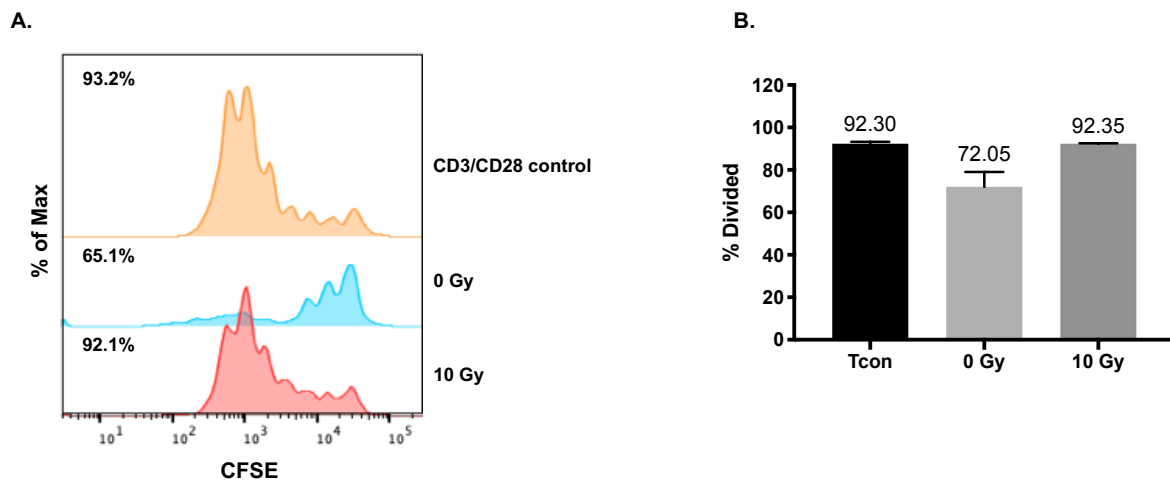 A.
93.2%
CD3/CD28 control
65.1%
0 Gy
92.1%
10 Gy
% of Max
10¹ 10² 10³ 10⁴ 10⁵
CFSE
B.
120
100
80
60
40
20
0
% Divided
92.30
72.05
92.35
Tcon 0 Gy 10 Gy